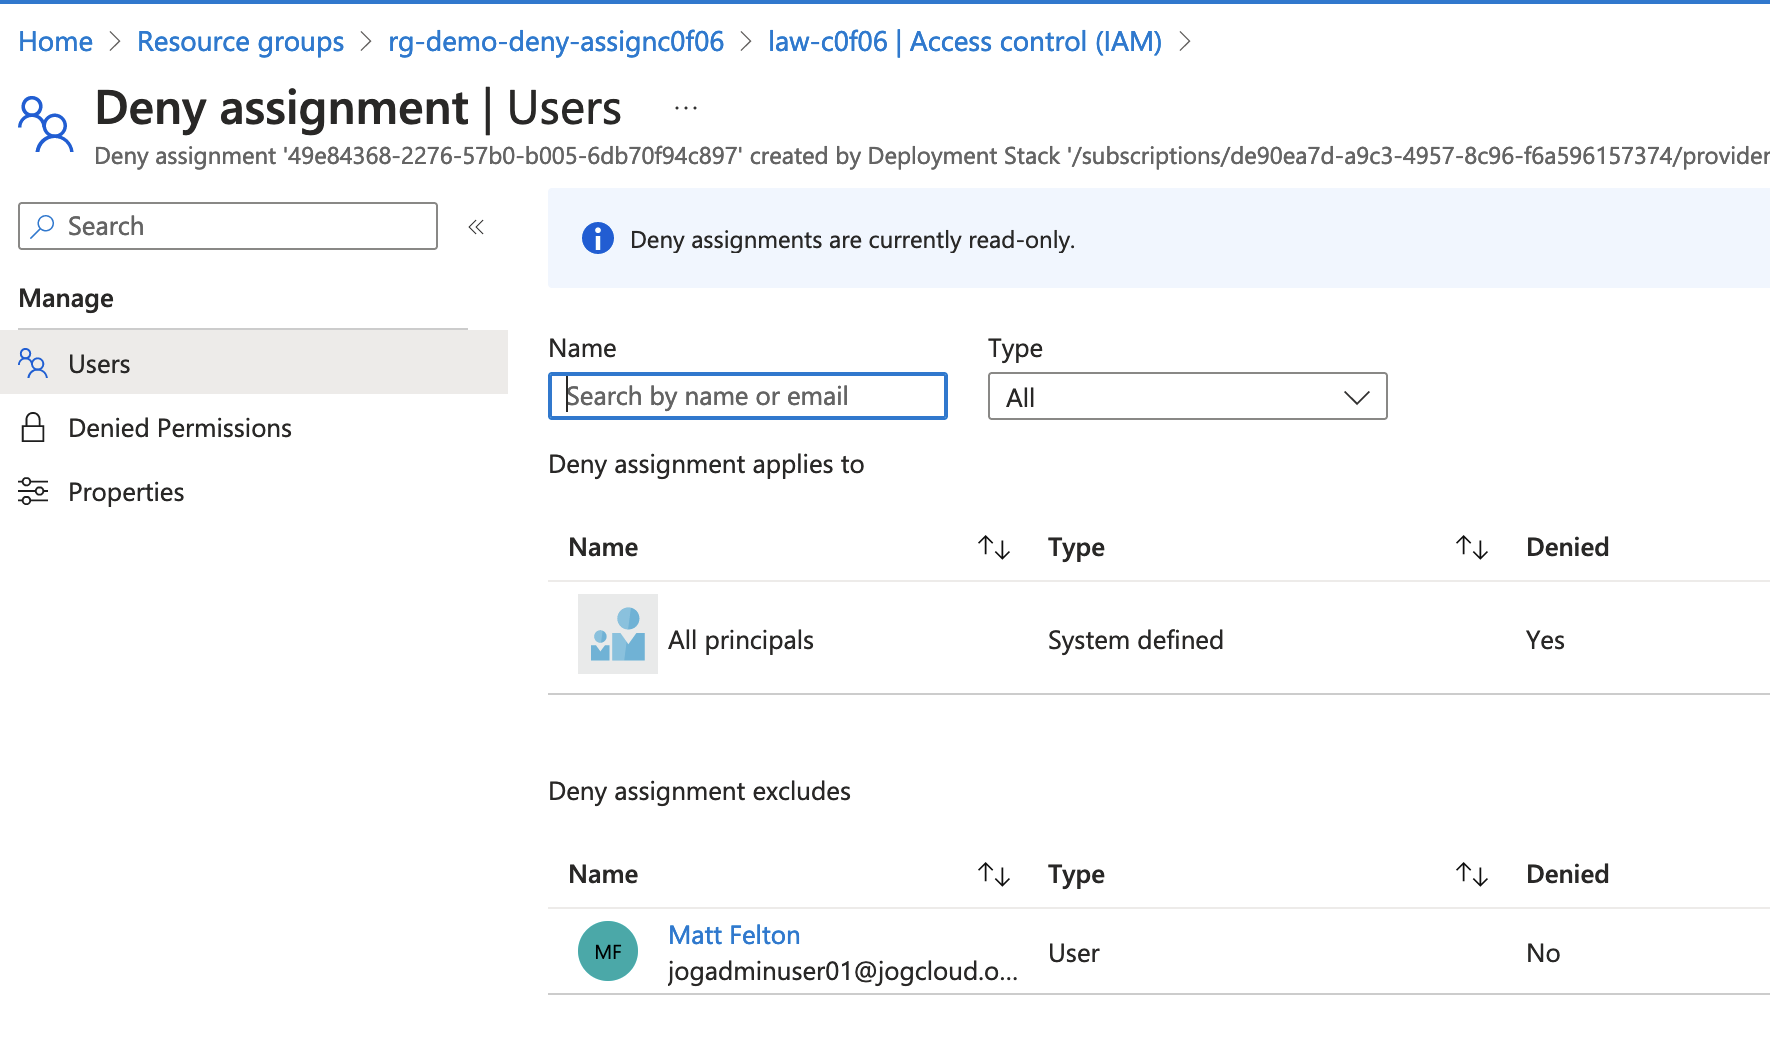 Home > Resource groups > rg-demo-deny-assignc0f06 > law-c0f06 | Access control (IAM) >
Deny assignment | Users ...
Deny assignment '49e84368-2276-57b0-b005-6db70f94c897' created by Deployment Stack '/subscriptions/de90ea7d-a9c3-4957-8c96-f6a596157374/provider
Search
Manage
Users
Denied Permissions
Properties
Deny assignments are currently read-only.
Name Type
Search by name or email All
Deny assignment applies to
Name Type Denied
All principals System defined Yes
Deny assignment excludes
Name Type Denied
MF Matt Felton User No
jogadminuser01@jogcloud.o...